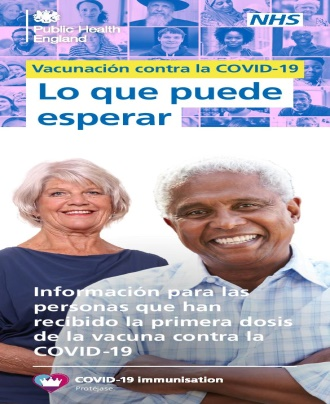 Public Health
England
NHS
Vacunación contra la COVID-19
Lo que puede
esperar
Información para las
personas que han
recibido la primera dosis
de la vacuna contra la
COVID-19
COVID-19 immunisation
Protéjase